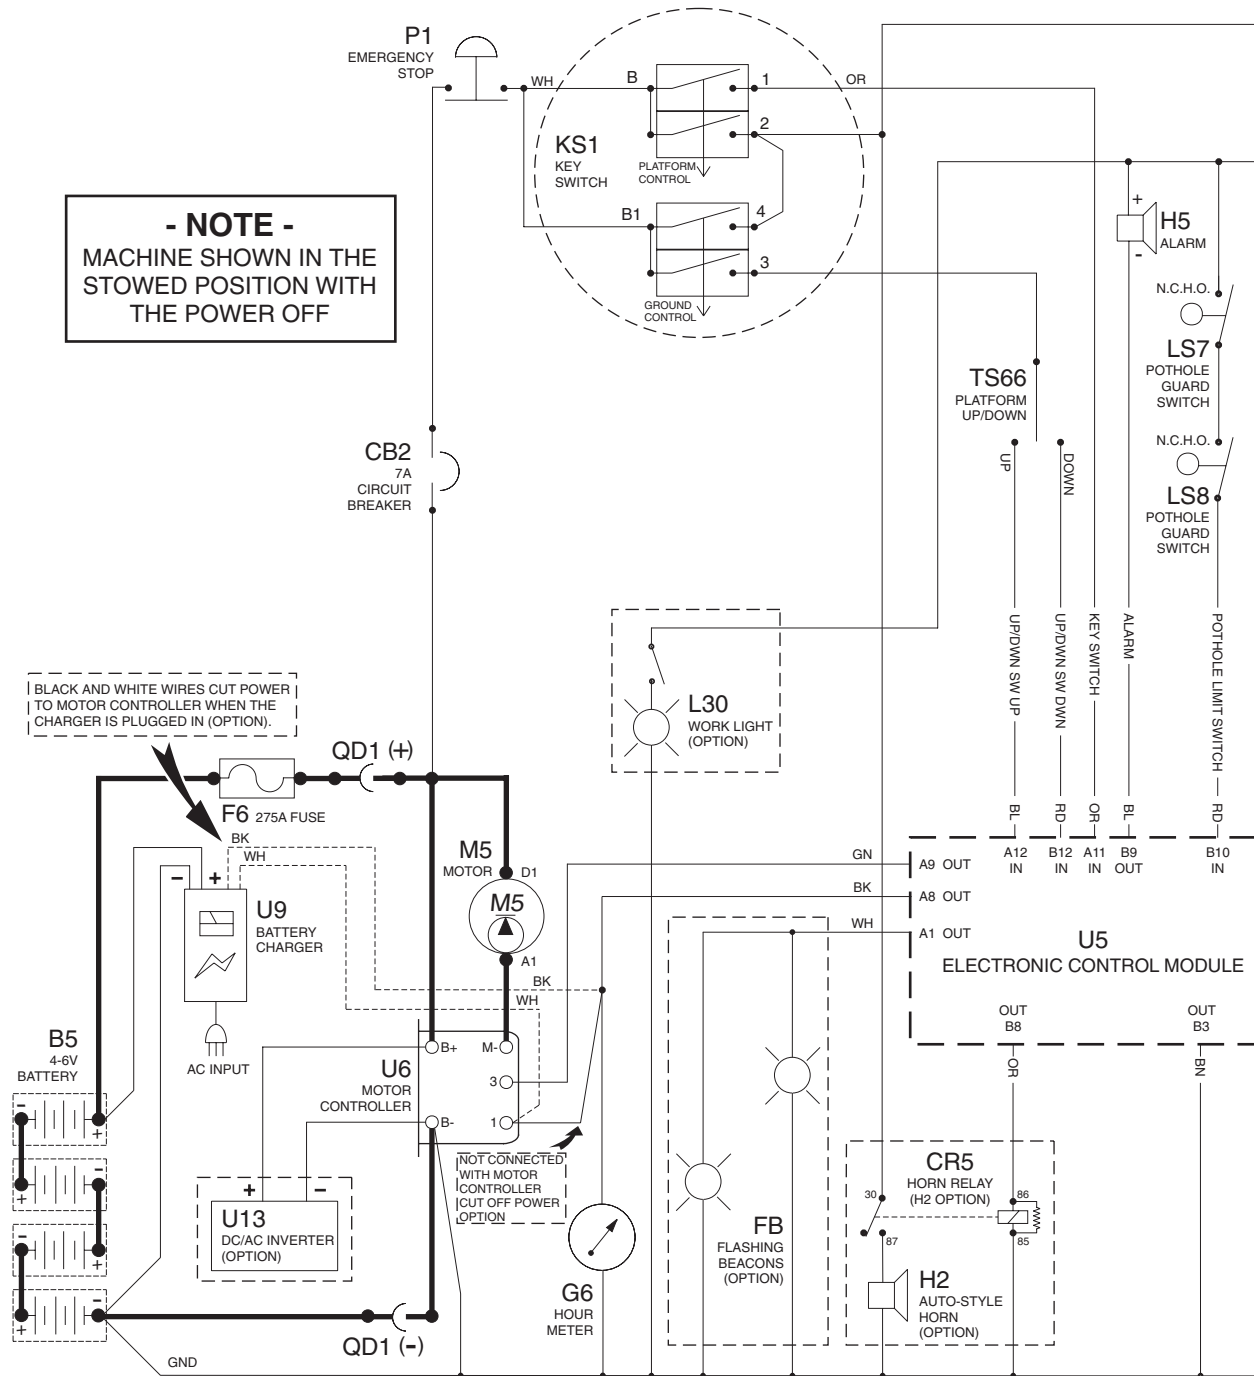 P1
EMERGENCY
STOP
WH
B
1
OR
2
KS1
KEY
SWITCH
PLATFORM
CONTROL
B1
4
3
GROUND
CONTROL
- NOTE -
MACHINE SHOWN IN THE
STOWED POSITION WITH
THE POWER OFF
+
H5
ALARM
-
N.C.H.O.
LS7
POTHOLE
GUARD
SWITCH
TS66
PLATFORM
UP/DOWN
UP
DOWN
N.C.H.O.
LS8
POTHOLE
GUARD
SWITCH
CB2
7A
CIRCUIT
BREAKER
UP/DWN SW UP
UP/DWN SW DWN
KEY SWITCH
ALARM
POTHOLE LIMIT SWITCH
BLACK AND WHITE WIRES CUT POWER
TO MOTOR CONTROLLER WHEN THE
CHARGER IS PLUGGED IN (OPTION).
L30
WORK LIGHT
(OPTION)
QD1 (+)
F6 275A FUSE
BK
WH
BL
RD
OR
BL
RD
A12
IN
B12
IN
A11
IN
B9
OUT
B10
IN
M5
MOTOR
D1
M5
A1
GN
A9 OUT
BK
A8 OUT
WH
A1 OUT
U5
ELECTRONIC CONTROL MODULE
OUT
B8
OUT
B3
-
+
U9
BATTERY
CHARGER
AC INPUT
BK
WH
B5
4-6V
BATTERY
-
+
-
+
-
+
-
+
U6
MOTOR
CONTROLLER
B+
M-
3
B-
1
OR
BN
NOT CONNECTED
WITH MOTOR
CONTROLLER
CUT OFF POWER
OPTION
+
-
U13
DC/AC INVERTER
(OPTION)
G6
HOUR
METER
FB
FLASHING
BEACONS
(OPTION)
CR5
HORN RELAY
(H2 OPTION)
30
86
87
85
H2
AUTO-STYLE
HORN
(OPTION)
QD1 (-)
GND